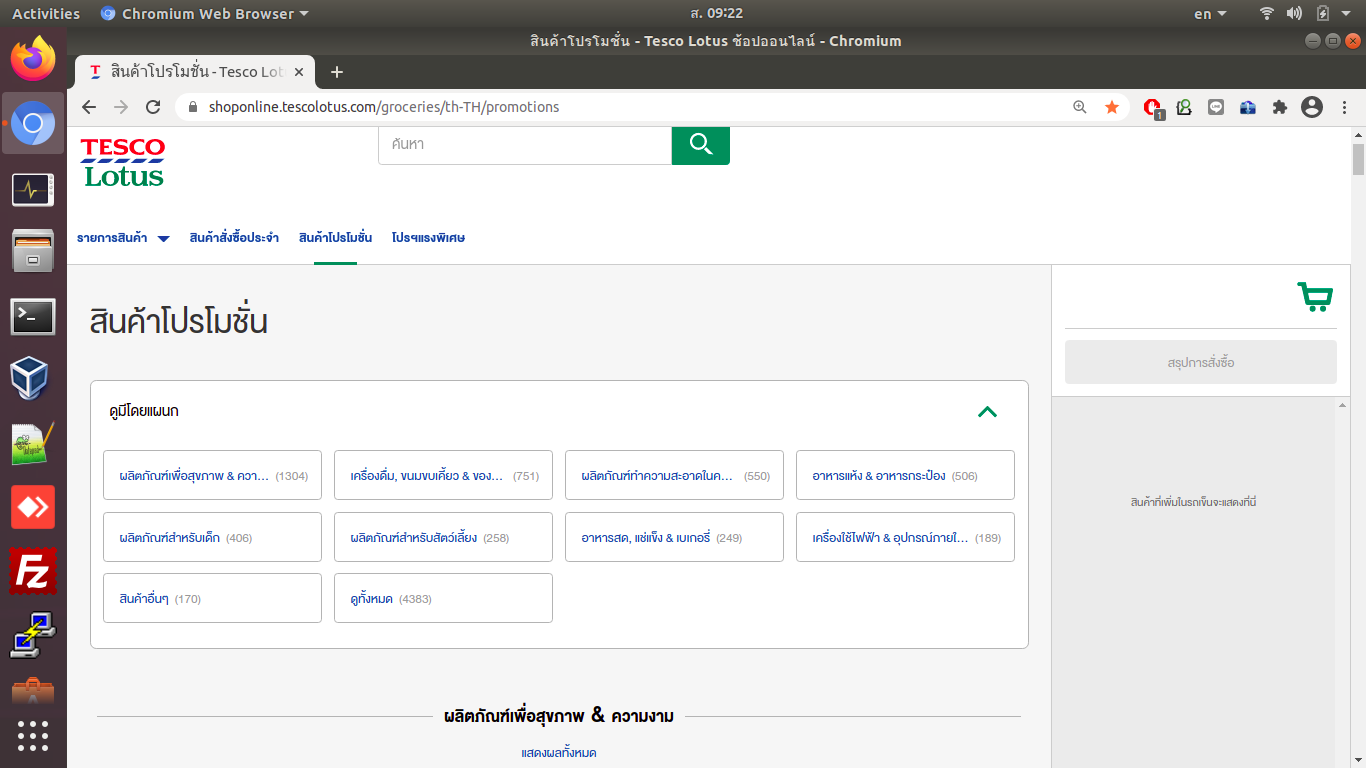 Activities Chromium Web Browser ส. 09:22 en
สินค้าโปรโมชั่น - Tesco Lotus ช้อปออนไลน์ - Chromium
สินค้าโปรโมชั่น - Tesco Lot
shoponline.tescolotus.com/groceries/th-TH/promotions
1
TESCO
Lotus
ค้นหา
รายการสินค้า สินค้าสั่งซื้อประจำ สินค้าโปรโมชั่น โปรฯแรงพิเศษ
สินค้าโปรโมชั่น
สรุปการสั่งซื้อ
ดูมีโดยแผนก
ผลิตภัณฑ์เพื่อสุขภาพ & ควา... (1304) เครื่องดื่ม, ขนมขบเคี้ยว & ของ... (751) ผลิตภัณฑ์ทำความสะอาดในค... (550) อาหารแห้ง & อาหารกระป๋อง (506)
สินค้าที่เพิ่มในรถเข็นจะแสดงที่นี่
ผลิตภัณฑ์สำหรับเด็ก (406) ผลิตภัณฑ์สำหรับสัตว์เลี้ยง (258) อาหารสด, แช่แข็ง & เบเกอรี่ (249) เครื่องใช้ไฟฟ้า & อุปกรณ์ภายใ... (189)
สินค้าอื่นๆ (170) ดูทั้งหมด (4383)
ผลิตภัณฑ์เพื่อสุขภาพ & ความงาม
แสดงผลทั้งหมด